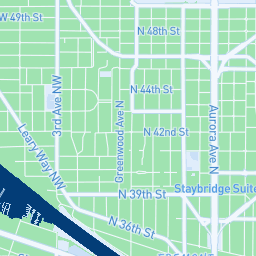 W 49th St
N 48th St
N 44th St
3rd Ave NW
Greenwood Ave N
Aurora Ave N
N 42nd St
Leary Way NW
N 39th St
Staybridge Suite
N 36th St